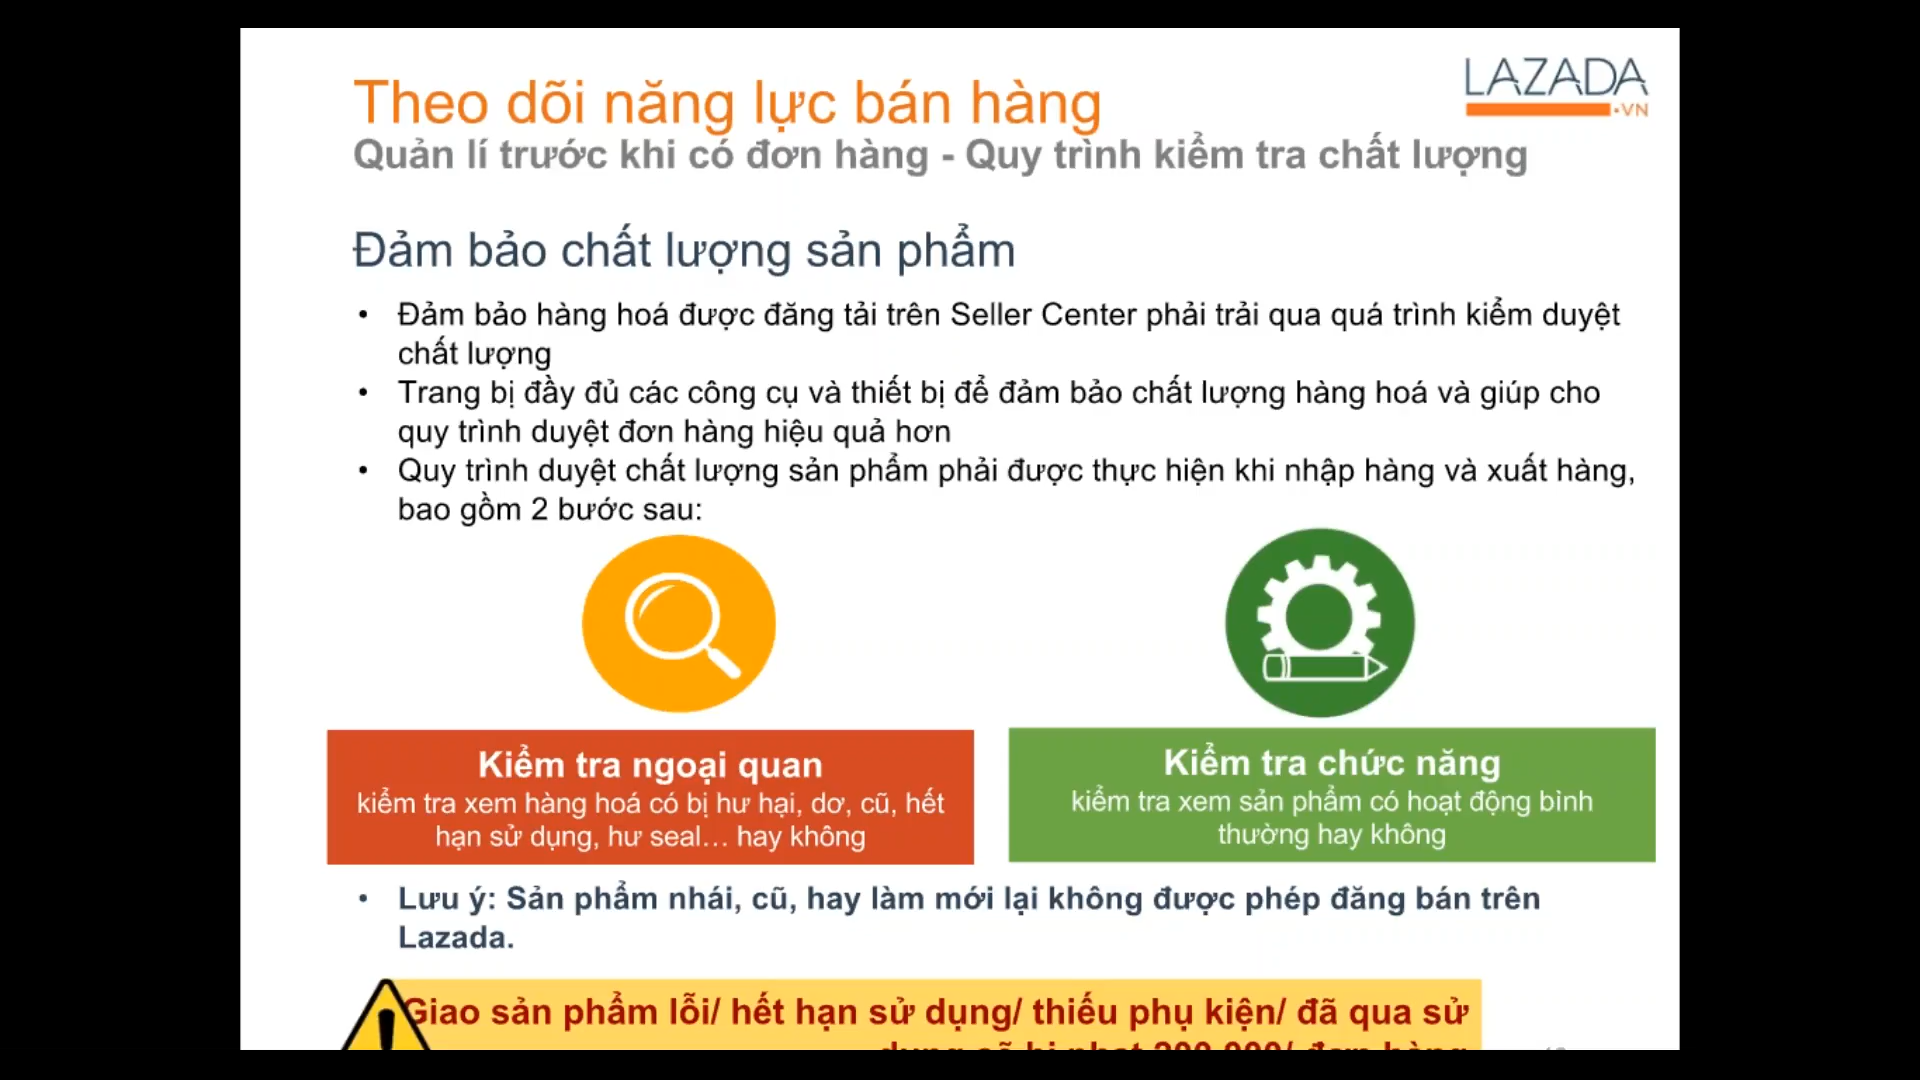 LAZADA
.VN
Theo dõi năng lực bán hàng
Quản lí trước khi có đơn hàng - Quy trình kiểm tra chất lượng
Đảm bảo chất lượng sản phẩm
• Đảm bảo hàng hoá được đăng tải trên Seller Center phải trải qua quá trình kiểm duyệt
chất lượng
• Trang bị đầy đủ các công cụ và thiết bị để đảm bảo chất lượng hàng hoá và giúp cho
quy trình duyệt đơn hàng hiệu quả hơn
• Quy trình duyệt chất lượng sản phẩm phải được thực hiện khi nhập hàng và xuất hàng,
bao gồm 2 bước sau:
Kiểm tra ngoại quan
kiểm tra xem hàng hoá có bị hư hại, dơ, cũ, hết
hạn sử dụng, hư seal… hay không
Kiểm tra chức năng
kiểm tra xem sản phẩm có hoạt động bình
thường hay không
• Lưu ý: Sản phẩm nhái, cũ, hay làm mới lại không được phép đăng bán trên
Lazada.
Giao sản phẩm lỗi/ hết hạn sử dụng/ thiếu phụ kiện/ đã qua sử